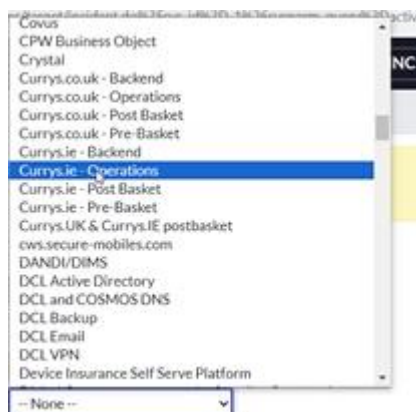 Covus
CPW Business Object
Crystal
NC
Currys.co.uk - Backend
Currys.co.uk - Operations
Currys.co.uk - Post Basket
Currys.co.uk - Pre-Basket
Currys.ie - Backend
Currys.ie - Operations
Currys.ie - Post Basket
Currys.ie - Pre-Basket
Currys.UK & Currys.IE postbasket
cws.secure-mobiles.com
DANDI/DIMS
DCL Active Directory
DCL and COSMOS DNS
DCL Backup
DCL Email
DCL VPN
Device Insurance Self Serve Platform
-- None --